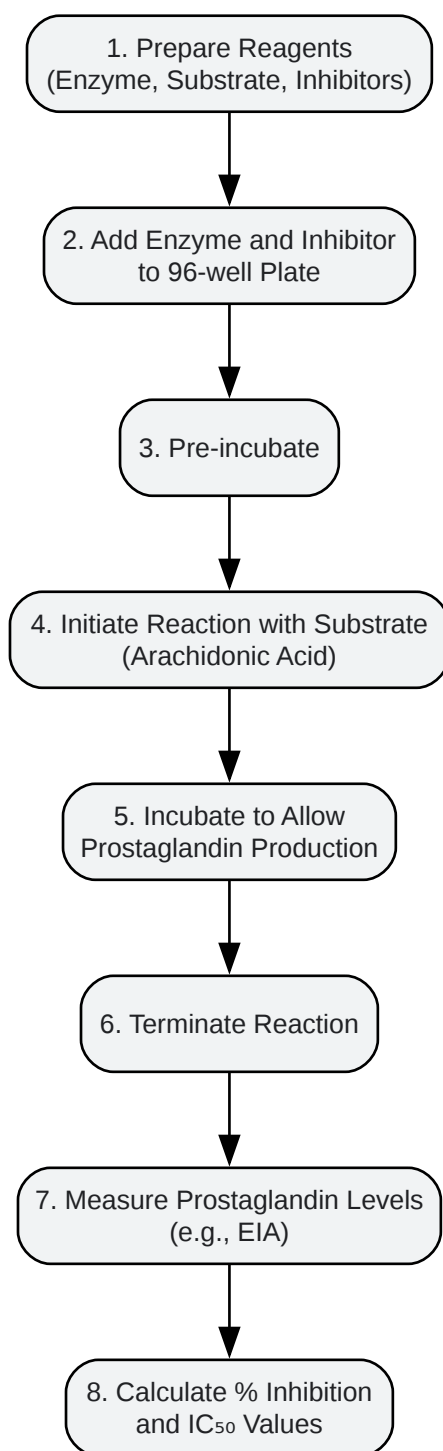 1. Prepare Reagents
(Enzyme, Substrate, Inhibitors)
2. Add Enzyme and Inhibitor
to 96-well Plate
3. Pre-incubate
4. Initiate Reaction with Substrate
(Arachidonic Acid)
5. Incubate to Allow
Prostaglandin Production
6. Terminate Reaction
7. Measure Prostaglandin Levels
(e.g., EIA)
8. Calculate % Inhibition
and IC₅₀ Values